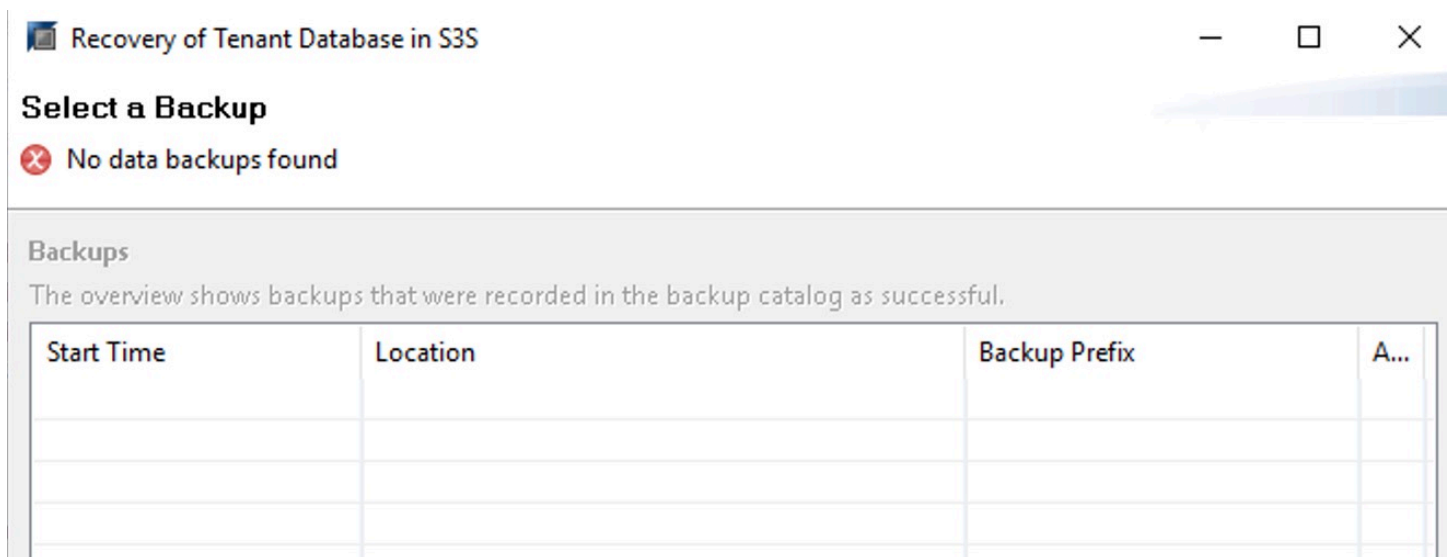 Recovery of Tenant Database in S3S
Select a Backup
No data backups found
Backups
The overview shows backups that were recorded in the backup catalog as successful.
Start Time Location Backup Prefix A...